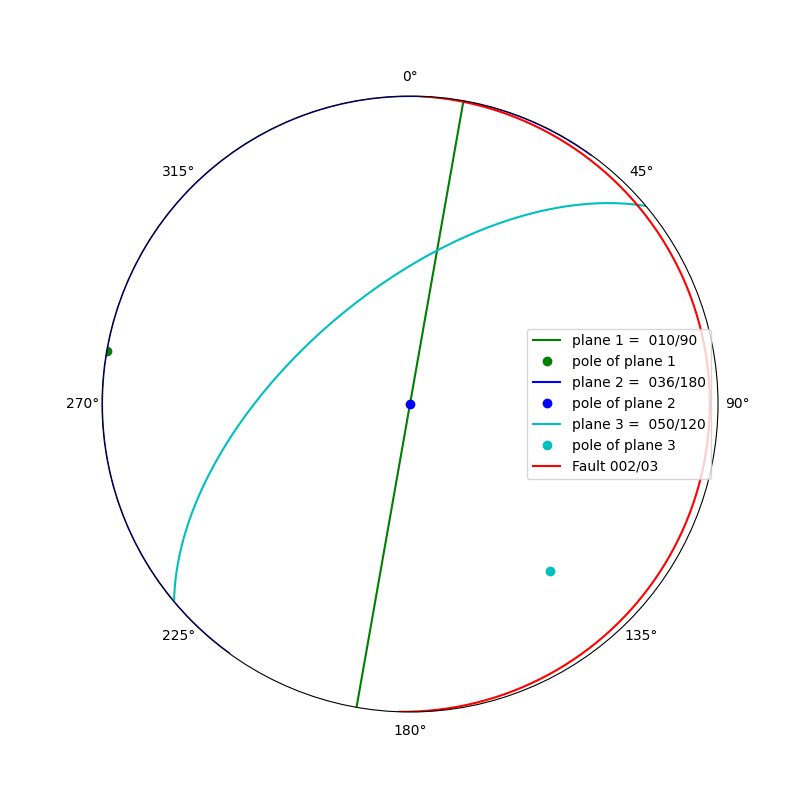 0°
315°
45°
plane 1 =  010/90
pole of plane 1
plane 2 =  036/180
pole of plane 2
plane 3 =  050/120
pole of plane 3
Fault 002/03
270°
90°
225°
135°
180°